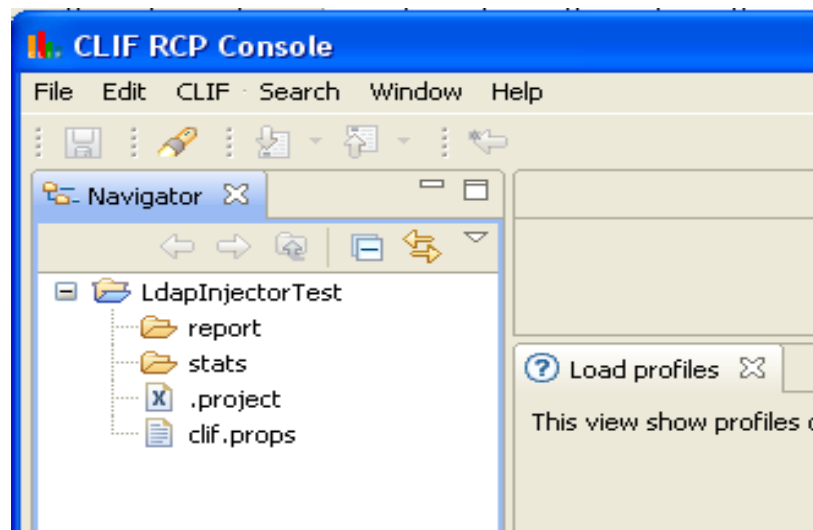 CLIF RCP Console
File Edit CLIF Search Window Help
Navigator
LdapInjectorTest
report
stats
.project
clif.props
Load profiles
This view show profiles